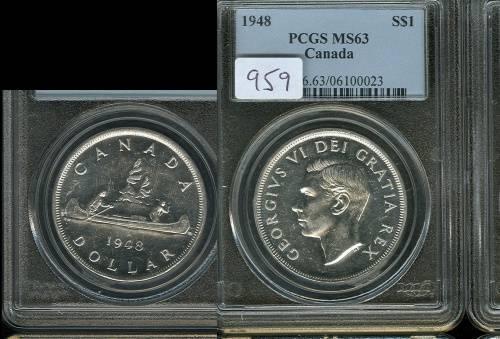 1948 S$1
PCGS MS63
Canada
959
6.63/06100023
CANADA
1948
DOLLAR
GEORGIVS VI DEI GRATIA REX